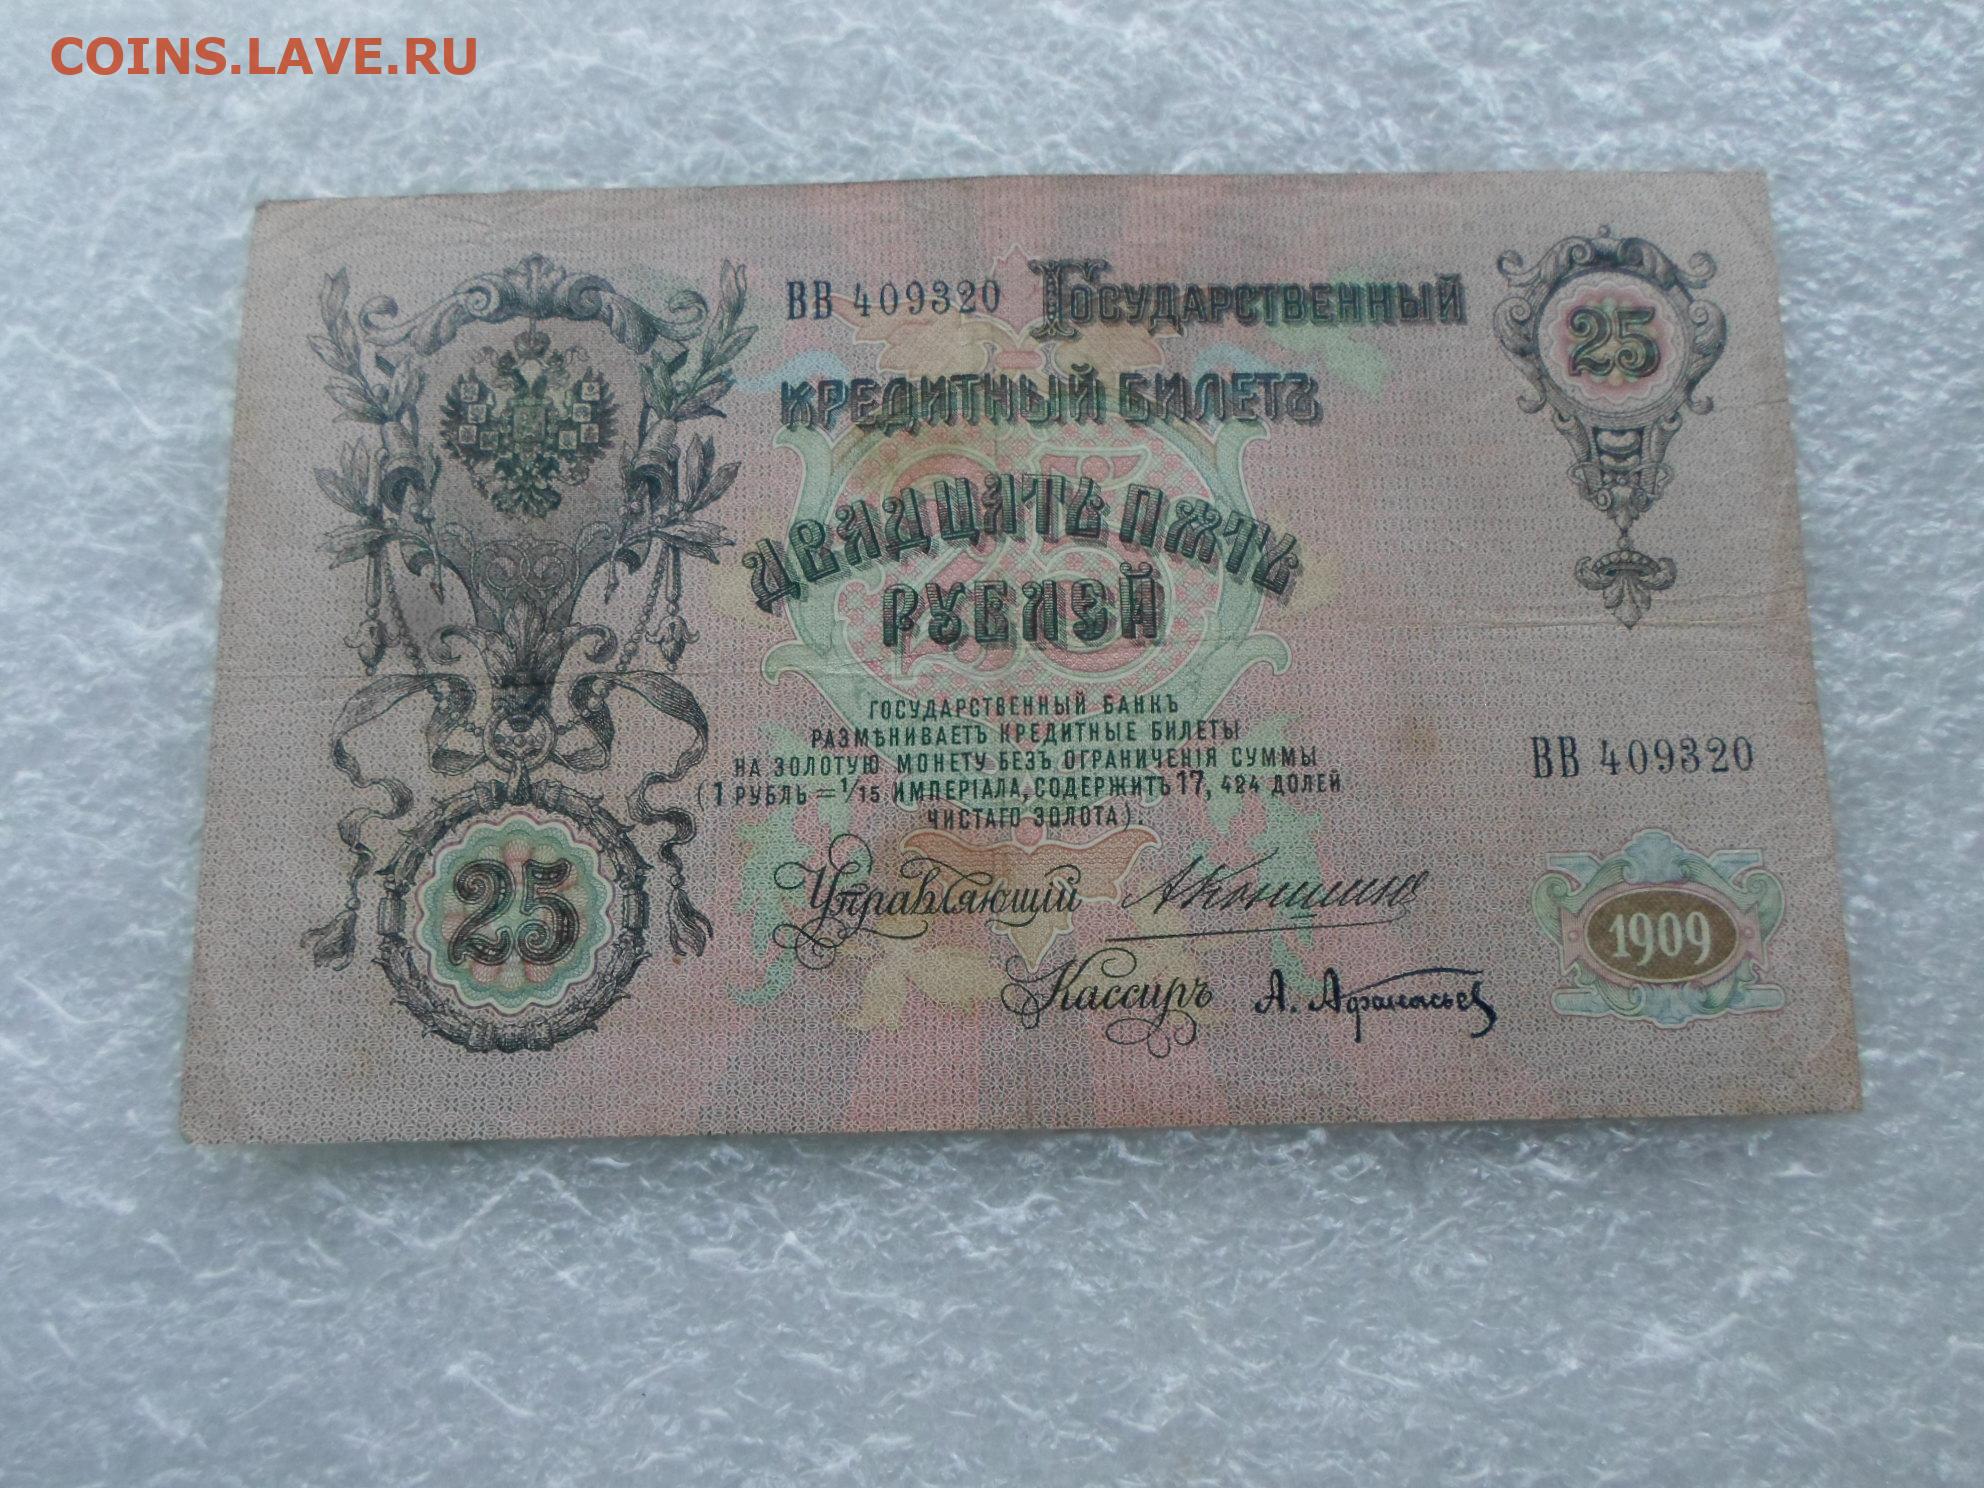 COINS.LAVE.RU
ВВ 409320 ГОСУДАРСТВЕННЫЙ 25
КРЕДИТНЫЙ БИЛЕТЪ
ДВАДЦАТЬ ПЯТЬ
РУБЛЕЙ
ГОСУДАРСТВЕННЫЙ БАНКЪ
РАЗМѢНИВАЕТЪ КРЕДИТНЫЕ БИЛЕТЫ
НА ЗОЛОТУЮ МОНЕТУ БЕЗЪ ОГРАНИЧЕНІЯ СУММЫ
(1 РУБЛЬ = 1/15 ИМПЕРІАЛА, СОДЕРЖИТЪ 17, 424 ДОЛЕЙ
ЧИСТАГО ЗОЛОТА).
ВВ 409320
25
Управляющій АКоншинъ
Кассиръ А. Афанасьев
1909